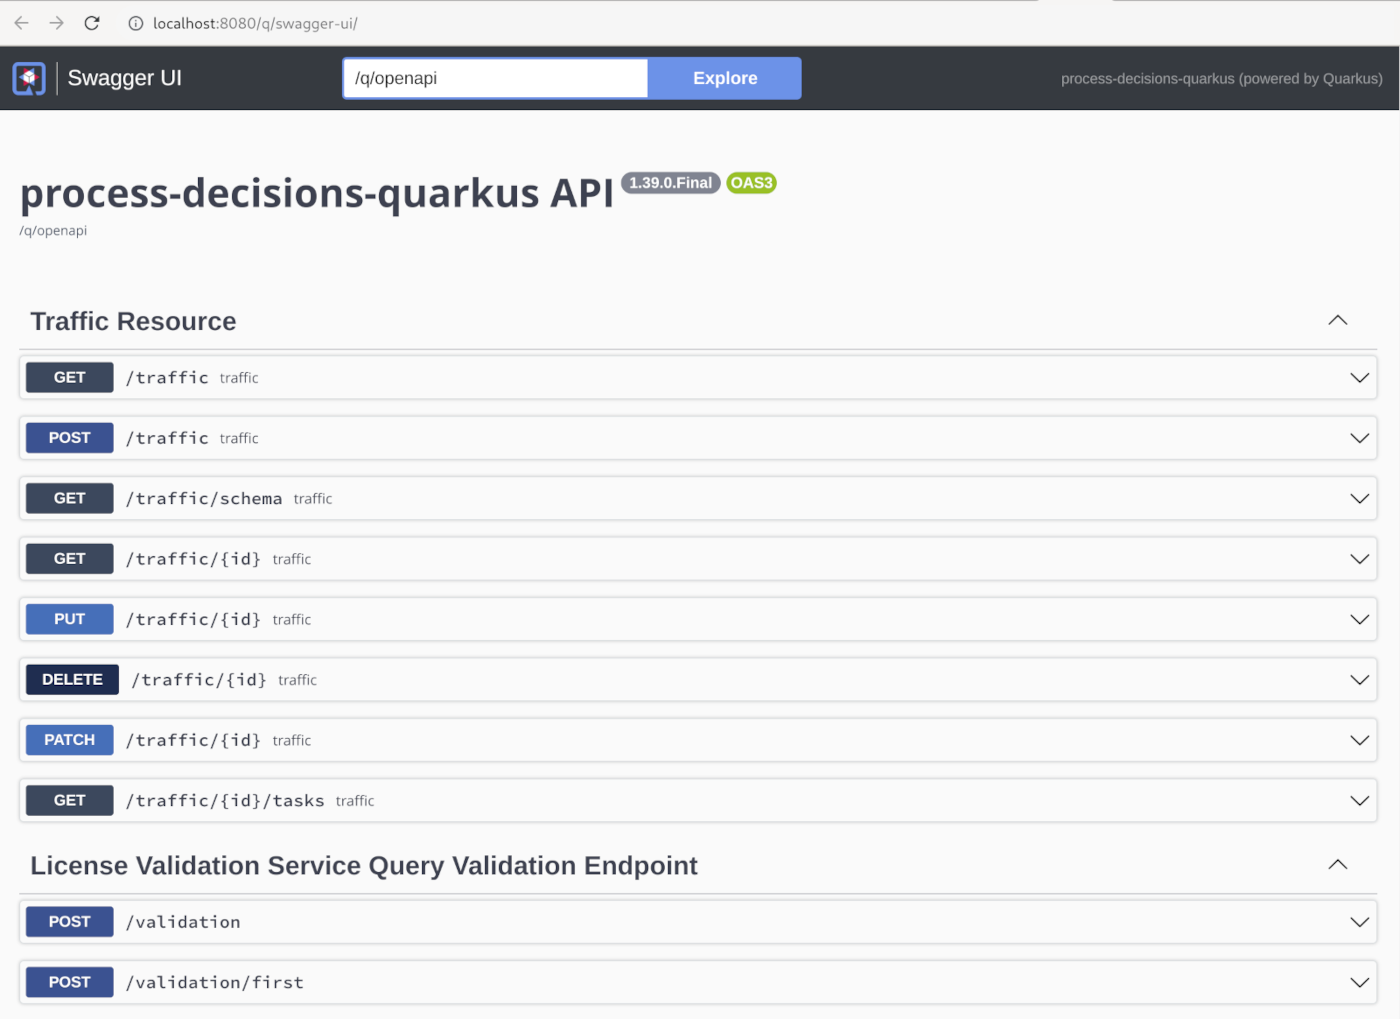 localhost:8080/q/swagger-ui/
Swagger UI
/q/openapi
Explore
process-decisions-quarkus (powered by Quarkus)
process-decisions-quarkus API 1.39.0.Final OAS3
/q/openapi
Traffic Resource
GET /traffic traffic
POST /traffic traffic
GET /traffic/schema traffic
GET /traffic/{id} traffic
PUT /traffic/{id} traffic
DELETE /traffic/{id} traffic
PATCH /traffic/{id} traffic
GET /traffic/{id}/tasks traffic
License Validation Service Query Validation Endpoint
POST /validation
POST /validation/first